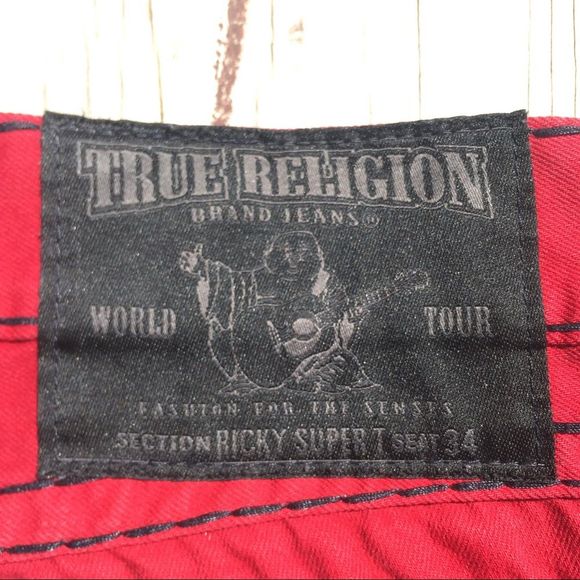 TRUE RELIGION
BRAND JEANS®
WORLD TOUR
FASHION FOR THE SENSES
SECTION RICKY SUPER T SEAT 34